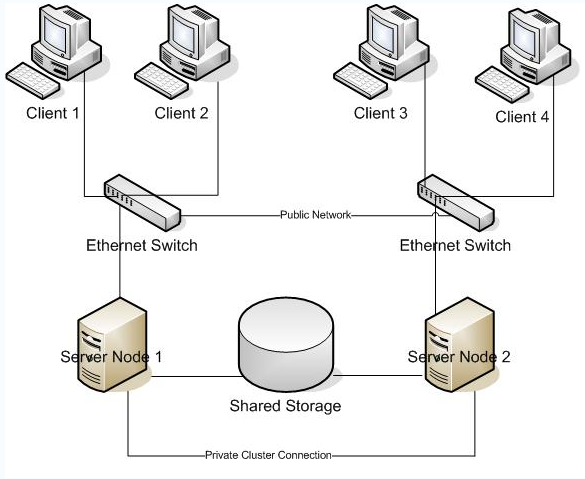 Client 1
Client 2
Client 3
Client 4
Public Network
Ethernet Switch
Ethernet Switch
Server Node 1
Server Node 2
Shared Storage
Private Cluster Connection